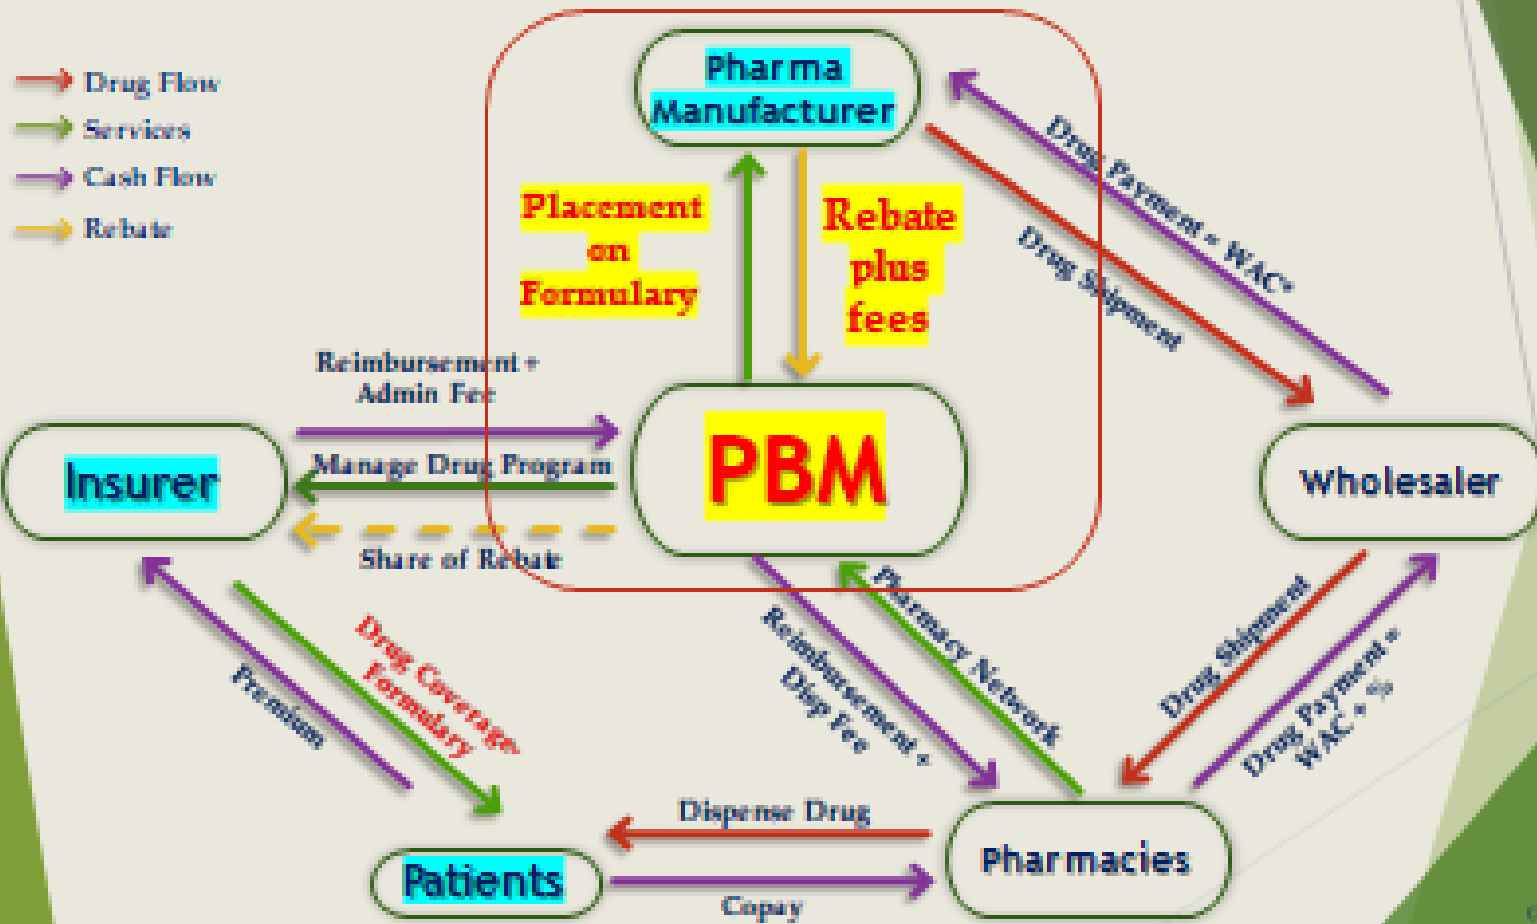 Drug Flow
Services
Cash Flow
Rebate
Pharma
Manufacturer
Placement
on
Formulary
Rebate
plus
fees
Drug Payment = WAC*
Drug Shipment
Reimbursement +
Admin Fee
Insurer
Manage Drug Program
Share of Rebate
PBM
Wholesaler
Premium
Drug Coverage
Formulary
Reimbursement +
Disp Fee
Pharmacy Network
Drug Shipment
Drug Payment =
WAC + %
Dispense Drug
Patients
Copay
Pharmacies